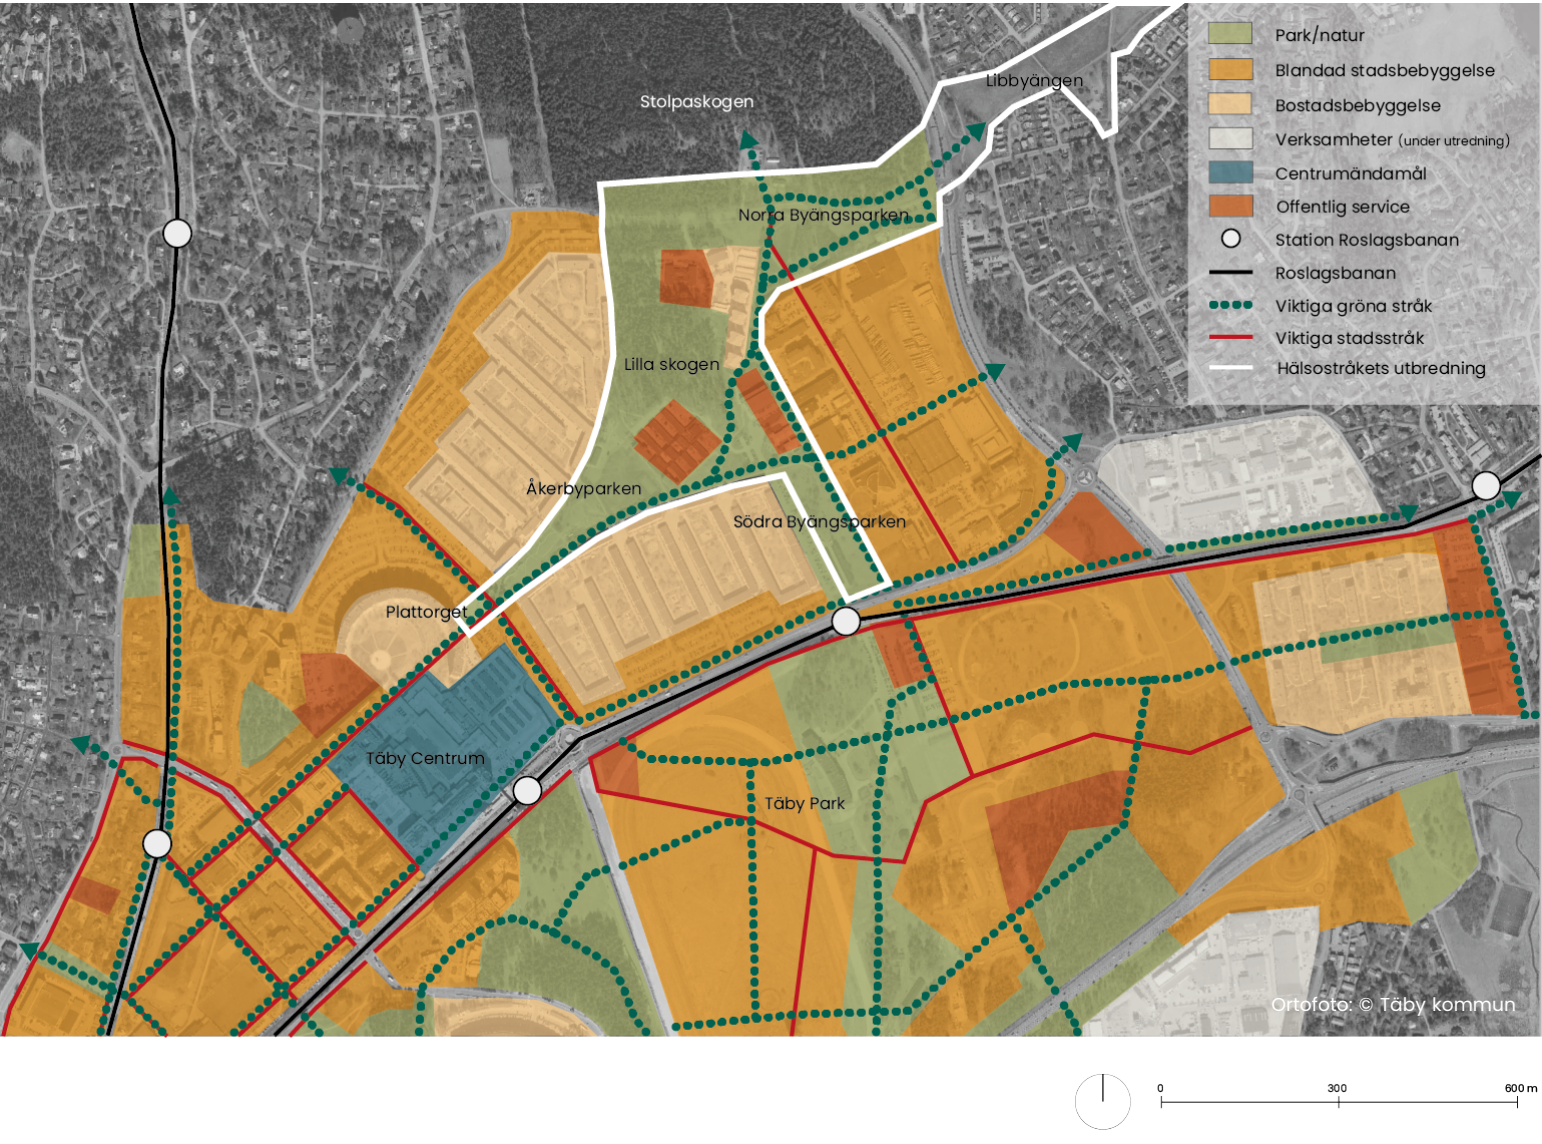 Park/natur
Blandad stadsbebyggelse
Bostadsbebyggelse
Verksamheter (under utredning)
Centrumändamål
Offentlig service
Station Roslagsbanan
Roslagsbanan
Viktiga gröna stråk
Viktiga stadsstråk
Hälsostråkets utbredning
Libbyängen
Stolpaskogen
Norra Byängsparken
Lilla skogen
Åkerbyparken
Södra Byängsparken
Plattorget
Täby Centrum
Täby Park
Ortofoto: © Täby kommun
0 300 600 m